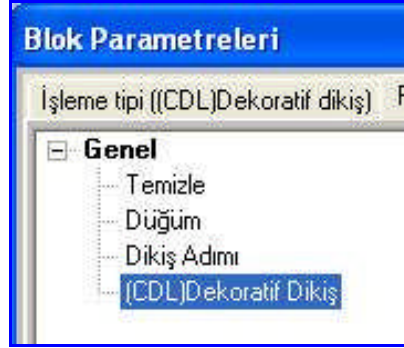 Blok Parametreleri
İşleme tipi ((CDL)Dekoratif dikiş)
Genel
Temizle
Düğüm
Dikiş Adımı
(CDL)Dekoratif Dikiş